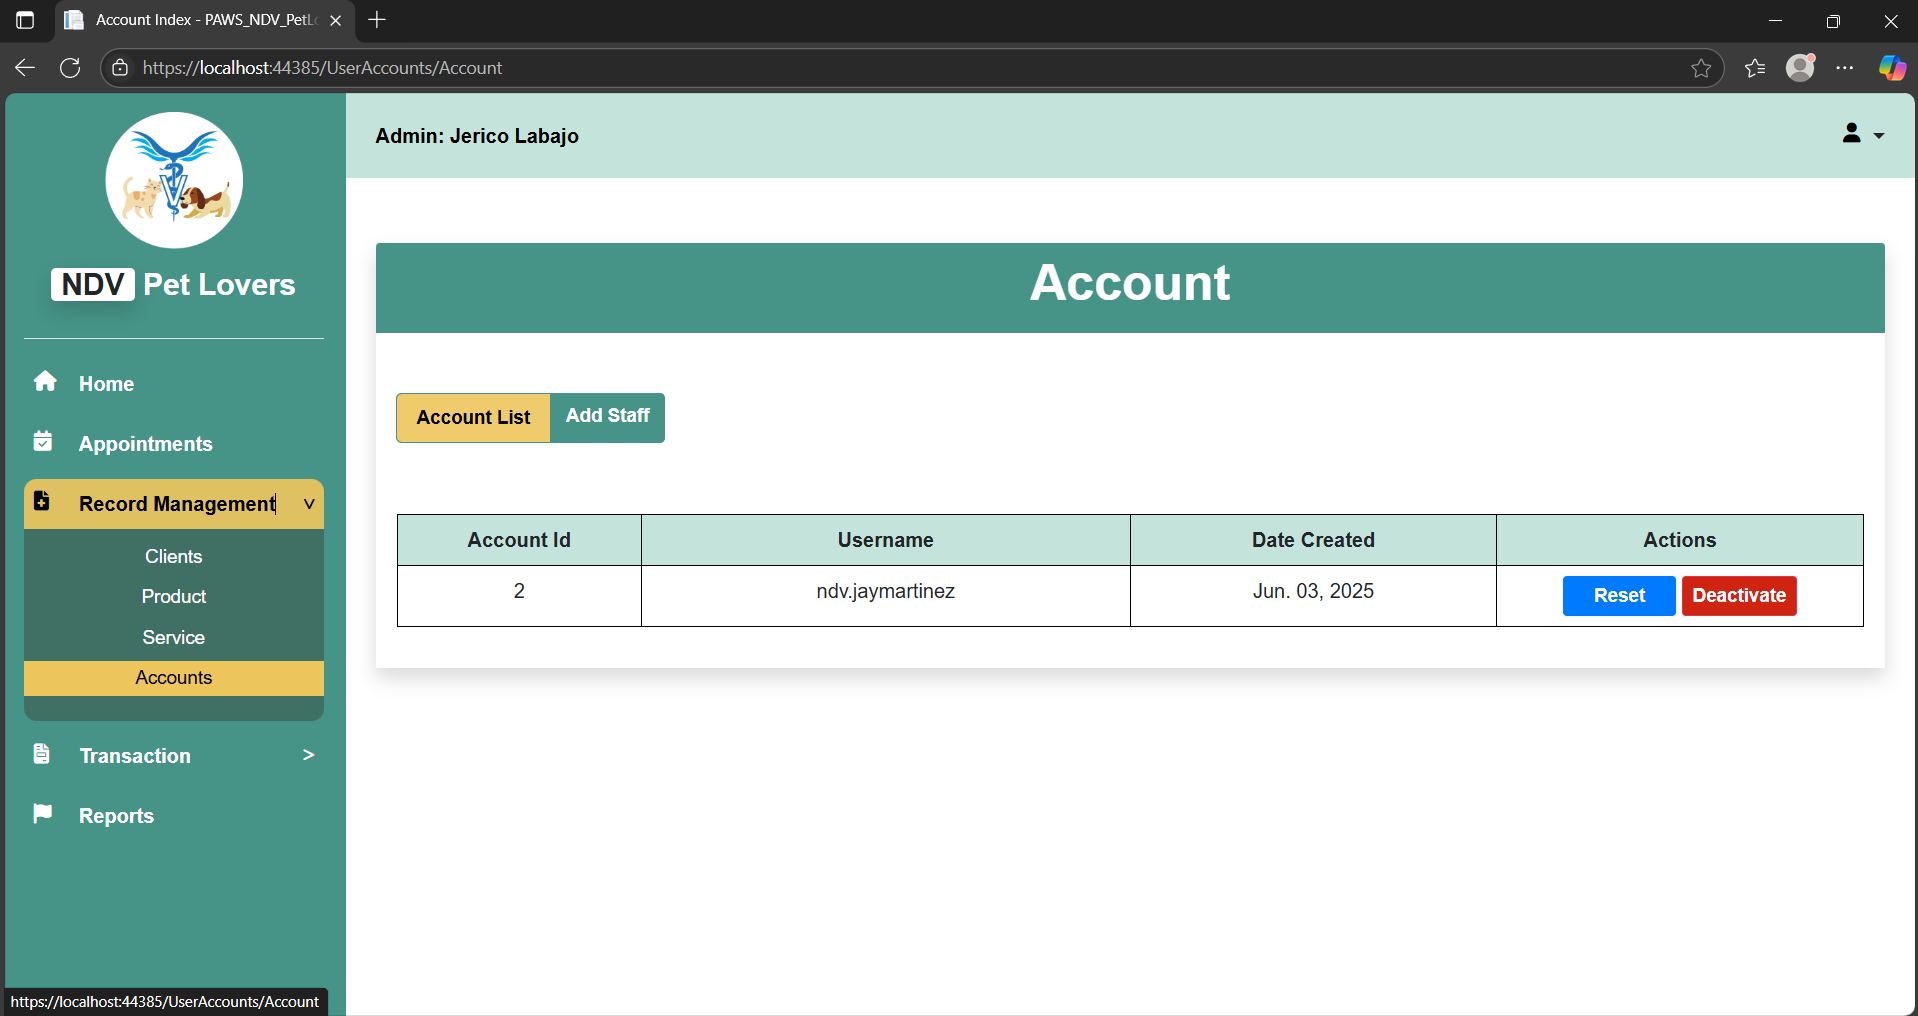 Account Index - PAWS_NDV_PetL
https://localhost:44385/UserAccounts/Account
NDV Pet Lovers
Home
Appointments
Record Management v
Clients
Product
Service
Accounts
Transaction >
Reports
Admin: Jerico Labajo
Account
Account List Add Staff
Account Id Username Date Created Actions
2 ndv.jaymartinez Jun. 03, 2025 Reset Deactivate
https://localhost:44385/UserAccounts/Account